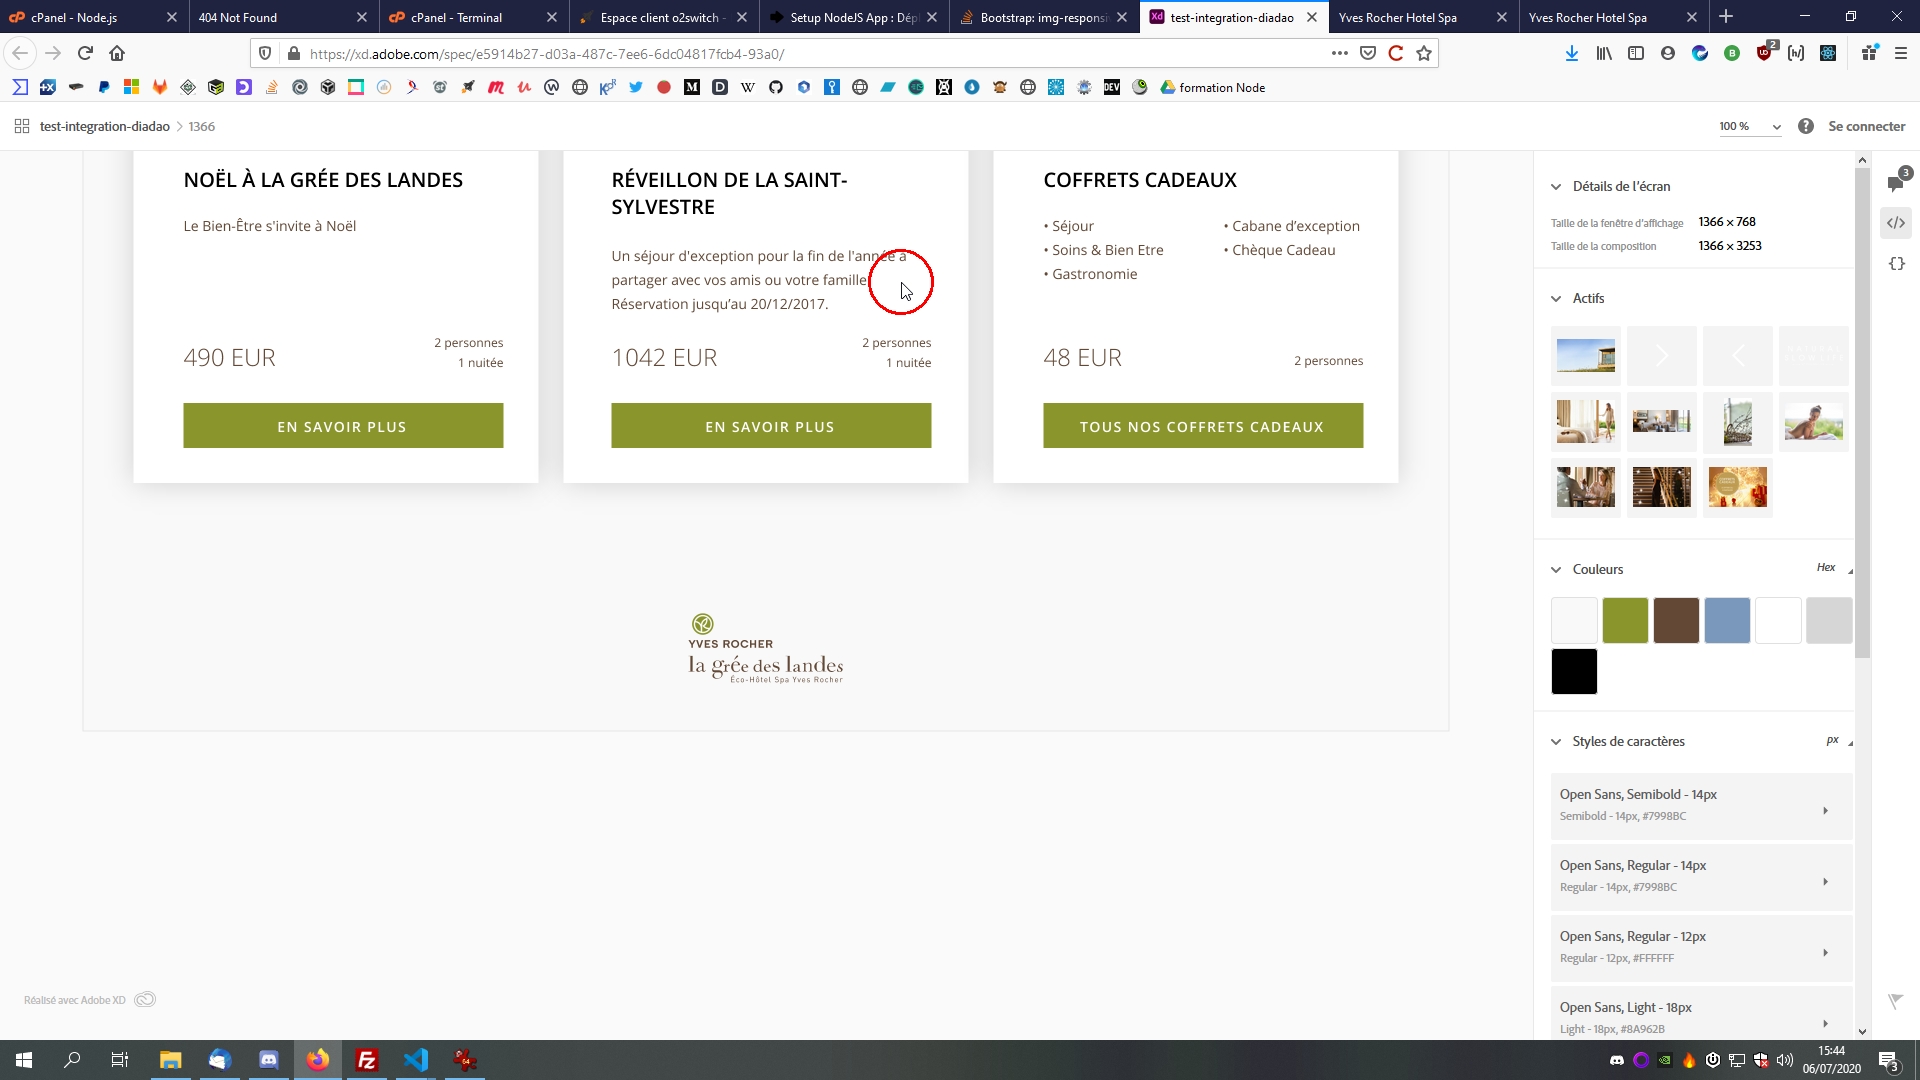 cPanel - Node.js
404 Not Found
cPanel - Terminal
Espace client o2switch -
Setup NodeJS App : Dépl
Bootstrap: img-responsi
test-integration-diadao
Yves Rocher Hotel Spa
Yves Rocher Hotel Spa
https://xd.adobe.com/spec/e5914b27-d03a-487c-7ee6-6dc04817fcb4-93a0/
formation Node
test-integration-diadao > 1366
100 %
Se connecter
NOËL À LA GRÉE DES LANDES
Le Bien-Être s'invite à Noël
490 EUR
2 personnes
1 nuitée
EN SAVOIR PLUS
RÉVEILLON DE LA SAINT-
SYLVESTRE
Un séjour d'exception pour la fin de l'année à
partager avec vos amis ou votre famille
Réservation jusqu'au 20/12/2017.
1042 EUR
2 personnes
1 nuitée
EN SAVOIR PLUS
COFFRETS CADEAUX
• Séjour
• Soins & Bien Etre
• Gastronomie
• Cabane d'exception
• Chèque Cadeau
48 EUR
2 personnes
TOUS NOS COFFRETS CADEAUX
YVES ROCHER
la grée des landes
Éco-Hôtel Spa Yves Rocher
Réalisé avec Adobe XD
Détails de l'écran
Taille de la fenêtre d'affichage 1366 × 768
Taille de la composition 1366 × 3253
Actifs
Couleurs
Hex
Styles de caractères
px
Open Sans, Semibold - 14px
Semibold - 14px, #7998BC
Open Sans, Regular - 14px
Regular - 14px, #7998BC
Open Sans, Regular - 12px
Regular - 12px, #FFFFFF
Open Sans, Light - 18px
Light - 18px, #8A962B
3
15:44
06/07/2020
3